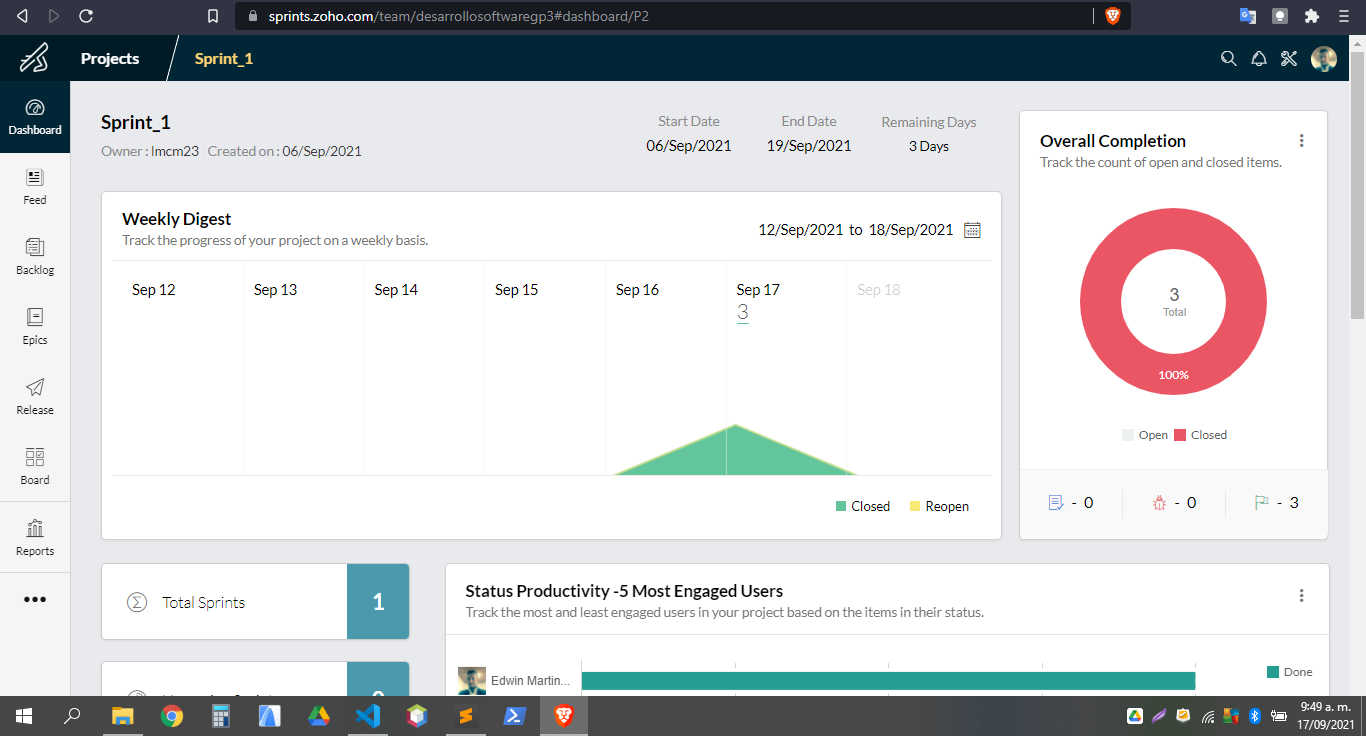 sprints.zoho.com/team/desarrollosoftwaregp3#dashboard/P2
Projects
Sprint_1
Dashboard
Feed
Backlog
Epics
Release
Board
Reports
Sprint_1
Owner : lmcm23 Created on : 06/Sep/2021
Start Date
06/Sep/2021
End Date
19/Sep/2021
Remaining Days
3 Days
Weekly Digest
Track the progress of your project on a weekly basis.
12/Sep/2021 to 18/Sep/2021
Sep 12
Sep 13
Sep 14
Sep 15
Sep 16
Sep 17
3
Sep 18
Closed
Reopen
Overall Completion
Track the count of open and closed items.
3
Total
100%
Open
Closed
- 0
- 0
- 3
Total Sprints
1
Status Productivity -5 Most Engaged Users
Track the most and least engaged users in your project based on the items in their status.
Edwin Martin...
Done
9:49 a. m.
17/09/2021